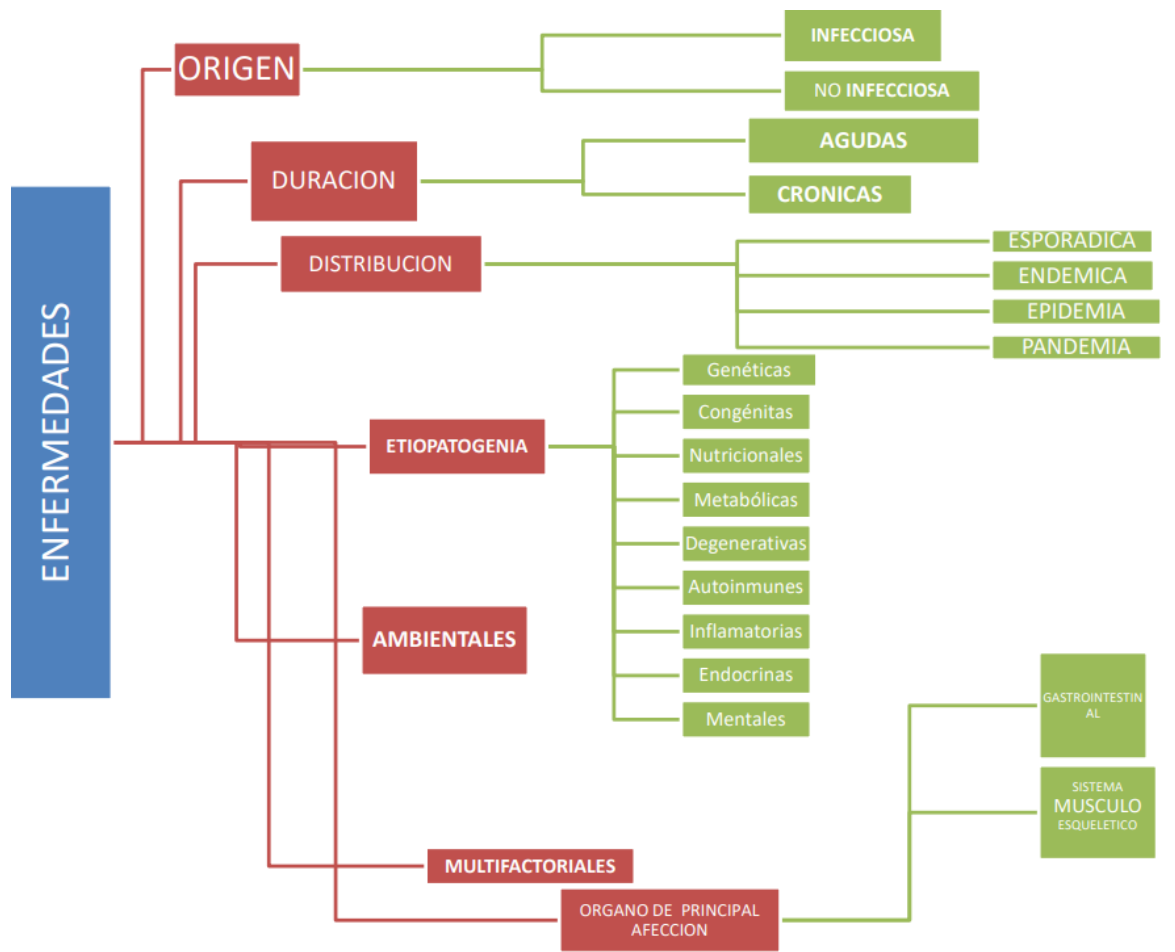 ENFERMEDADES
ORIGEN
INFECCIOSA
NO INFECCIOSA
DURACION
AGUDAS
CRONICAS
DISTRIBUCION
ESPORADICA
ENDEMICA
EPIDEMIA
PANDEMIA
ETIOPATOGENIA
Genéticas
Congénitas
Nutricionales
Metabólicas
Degenerativas
Autoinmunes
Inflamatorias
Endocrinas
Mentales
AMBIENTALES
MULTIFACTORIALES
ORGANO DE PRINCIPAL
AFECCION
GASTROINTESTIN
AL
SISTEMA
MUSCULO
ESQUELETICO